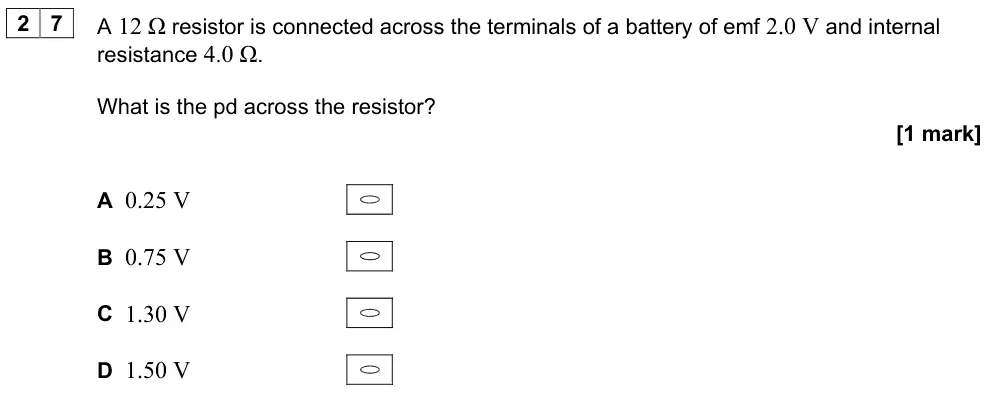 2 7 A 12 Ω resistor is connected across the terminals of a battery of emf 2.0 V and internal
resistance 4.0 Ω.
What is the pd across the resistor?
[1 mark]
A 0.25 V
B 0.75 V
C 1.30 V
D 1.50 V